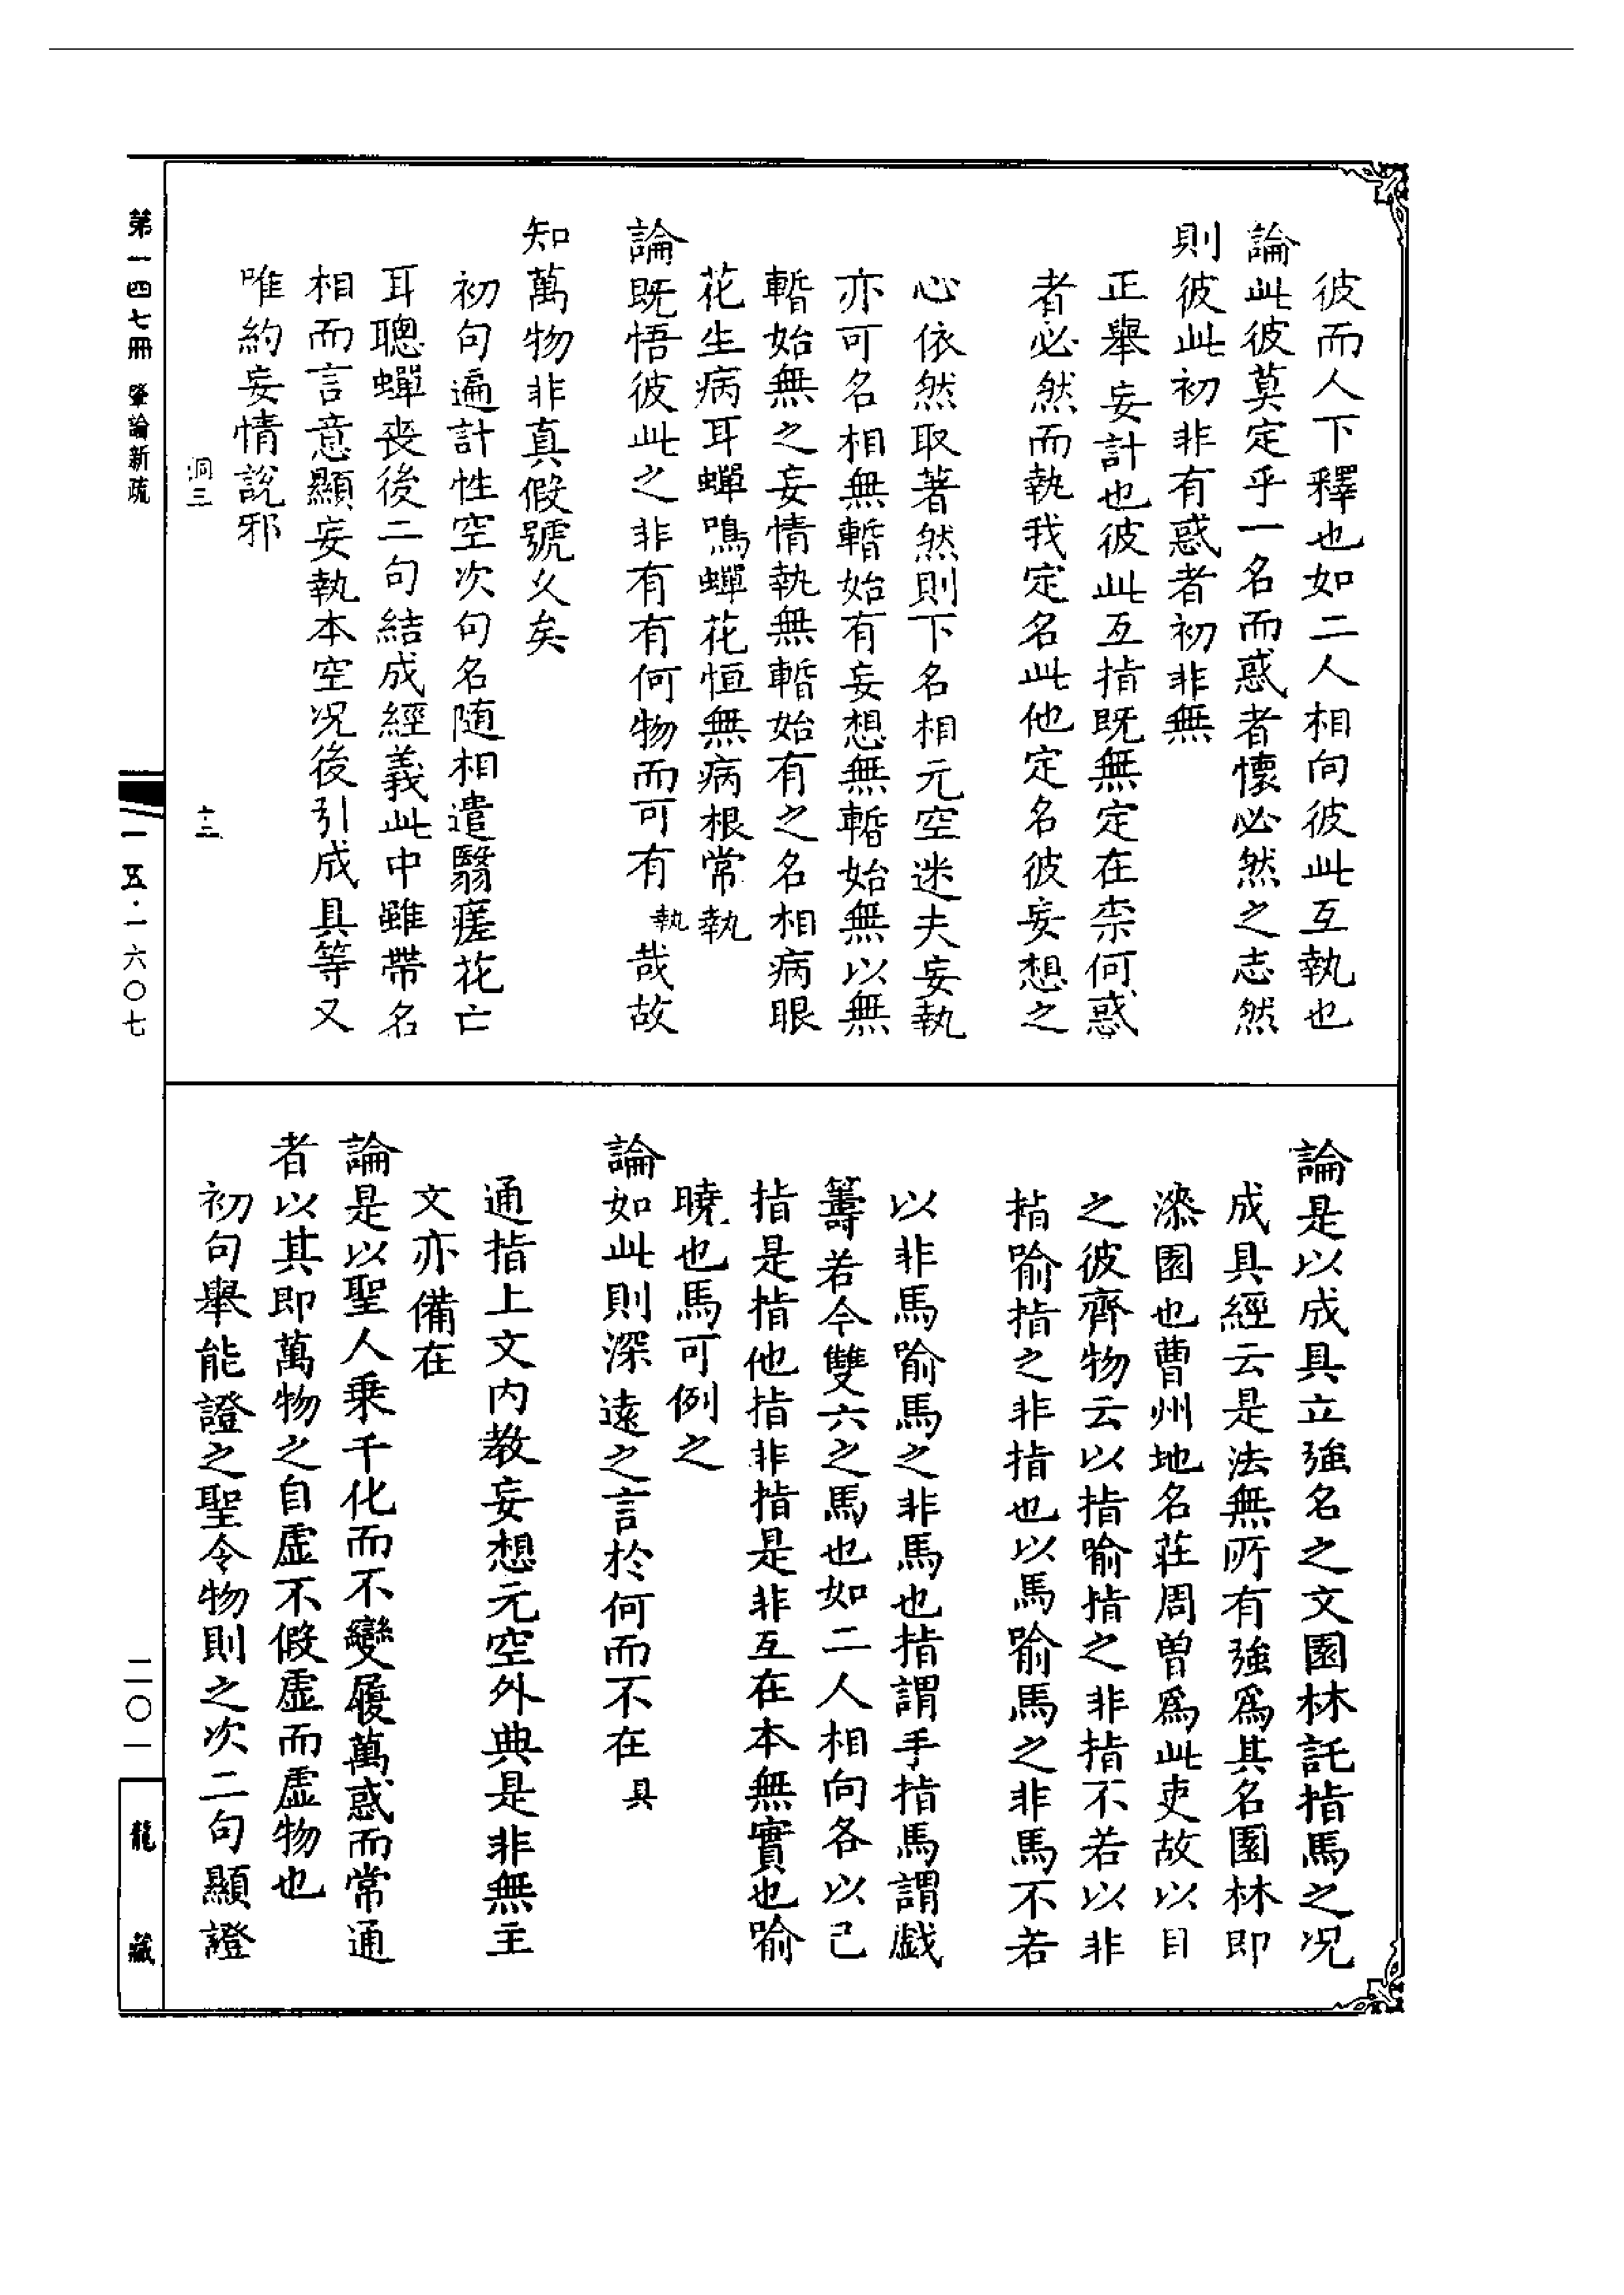 彼而人下釋也如二人相向彼此互執也
論此彼莫定乎一名而惑者懷必然之志然
則彼此初非有惑者初非無
正舉妄計也彼此互指既無定在柰何惑
者必然而執我定名此他定名彼妄想之
心依然取著然則下名相元空迷夫妄執
亦可名相無暫始有妄想無暫始無以無
暫始無之妄情執無暫始有之名相病眼
花生病耳蟬鳴蟬花恒無病根常執
論既悟彼此之非有有何物而可有執哉故
知萬物非真假號久矣
初句遍計性空次句名随相遣翳瘥花亡
耳聰蟬喪後二句結成經義此中雖帶名
相而言意顯妄執本空况後引成具等又
唯約妄情說邪
洞三
十三
論是以成具立強名之文園林託指馬之况
成具經云是法無所有強為其名園林即
漆園也曹州地名莊周曾為此吏故以目
之彼齊物云以指喻指之非指不若以非
指喻指之非指也以馬喻馬之非馬不若
以非馬喻馬之非馬也指謂手指馬謂戲
籌若今雙六之馬也如二人相向各以己
指是指他指非指是非互在本無實也喻
曉也馬可例之
論如此則深遠之言於何而不在具
通指上文内教妄想元空外典是非無主
文亦備在
論是以聖人乗千化而不變履萬惑而常通
者以其即萬物之自虛不假虛而虛物也
初句舉能證之聖令物則之次二句顯證
第一四七冊 肇論新疏
一五·一六〇七
二〇一
龍藏